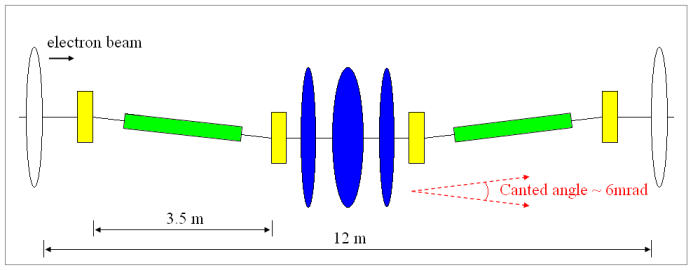 electron beam
Canted angle ~ 6mrad
3.5 m
12 m